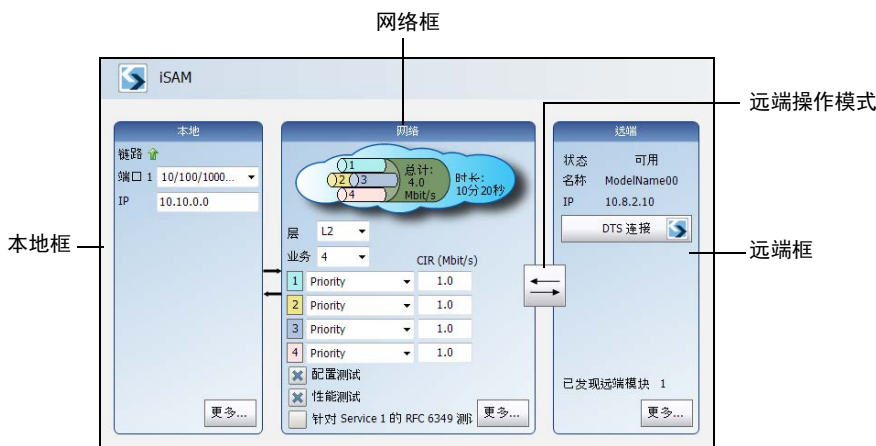 网络框
iSAM
远端操作模式
本地框
远端框
本地
链路
端口 1 10/100/1000...
IP 10.10.0.0
更多...
网络
1
2 3
4
总计:
4.0
Mbit/s
时长:
10分20秒
层 L2
业务 4
CIR (Mbit/s)
1 Priority 1.0
2 Priority 1.0
3 Priority 1.0
4 Priority 1.0
配置测试
性能测试
针对 Service 1 的 RFC 6349 测
更多...
远端
状态 可用
名称 ModelName00
IP 10.8.2.10
DTS 连接
已发现远端模块 1
更多...